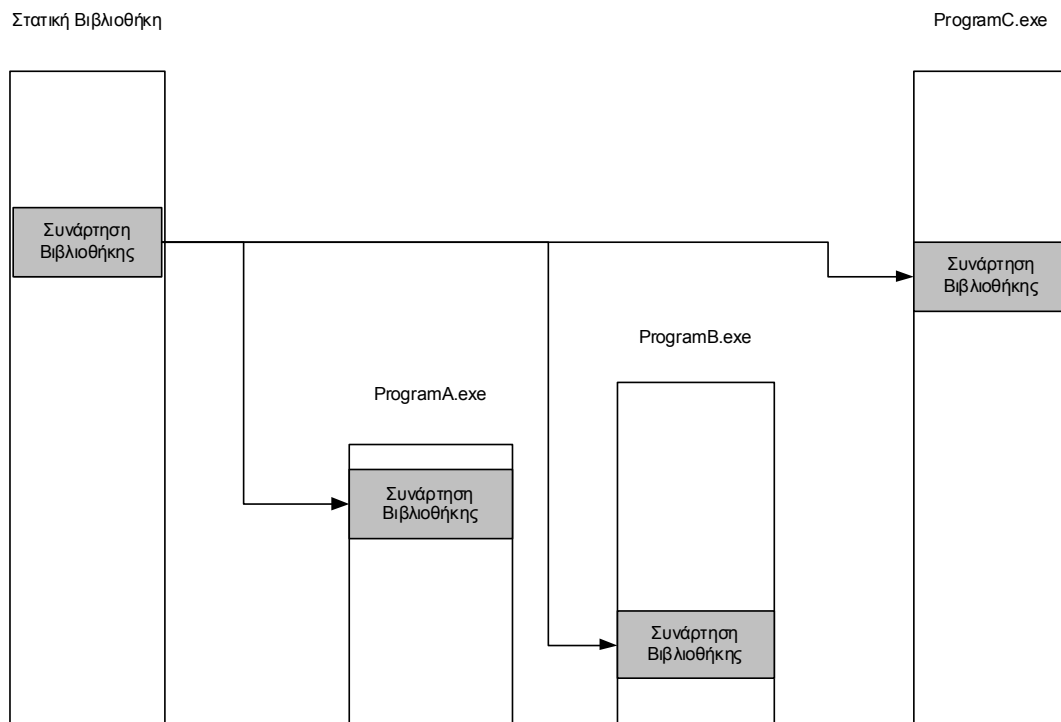 Στατική Βιβλιοθήκη
ProgramC.exe
Συνάρτηση
Βιβλιοθήκης
Συνάρτηση
Βιβλιοθήκης
ProgramB.exe
ProgramA.exe
Συνάρτηση
Βιβλιοθήκης
Συνάρτηση
Βιβλιοθήκης